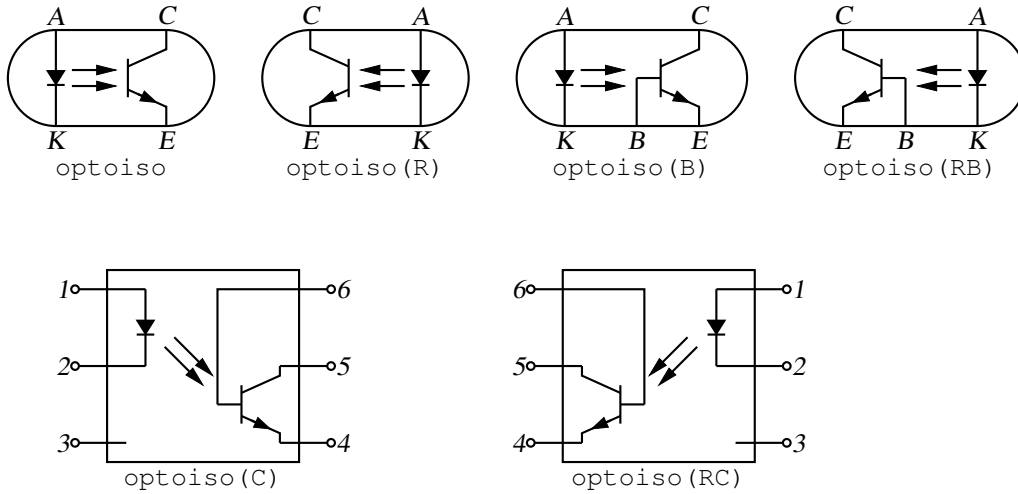 A C C A A C C A
K E E K K B E E B K
optoiso optoiso(R) optoiso(B) optoiso(RB)
1 6 6 1
2 5 5 2
3 4 4 3
optoiso(C) optoiso(RC)